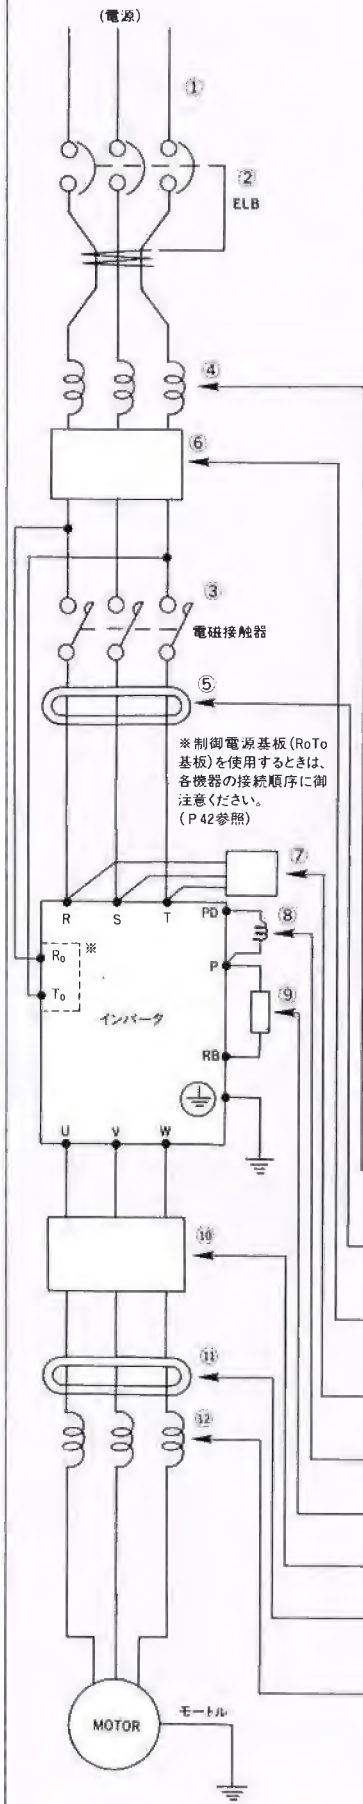 (電源)
①
②
ELB
④
⑥
③
電磁接触器
⑤
※制御電源基板(RoTo
基板)を使用するときは、
各機器の接続順序に御
注意ください。
(P42参照)
⑦
R S T PD
⑧
R₀ ※
P
⑨
T₀
インバータ
RB
U V W
⑩
⑪
⑫
MOTOR
モートル